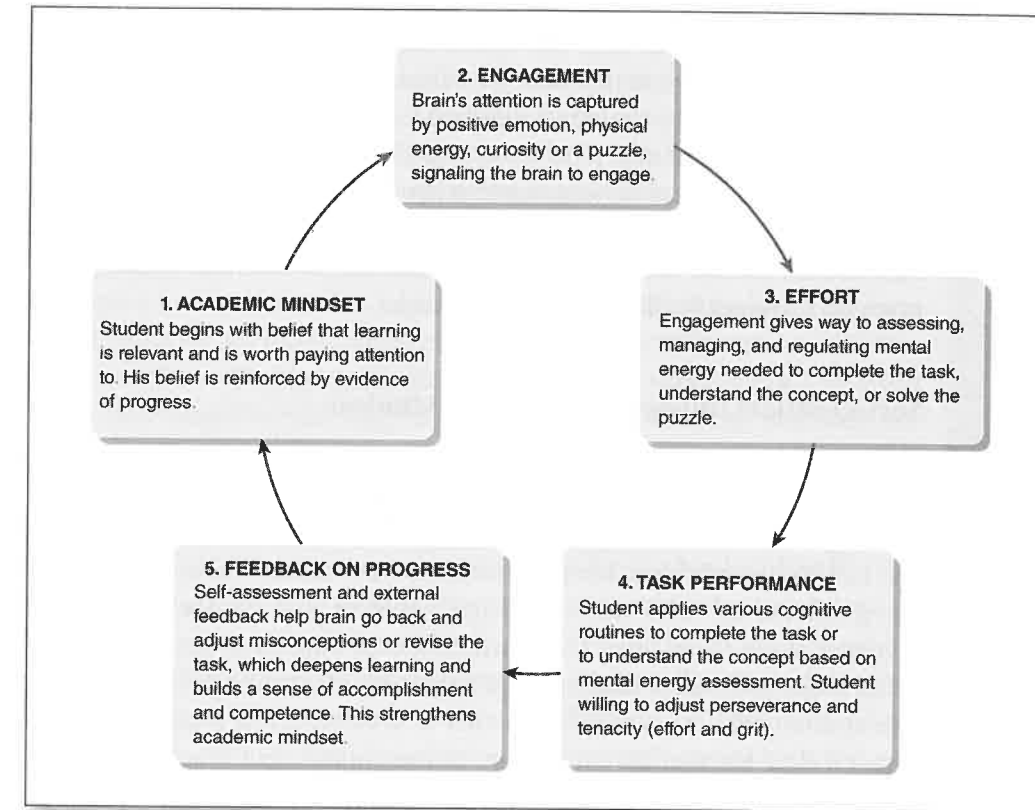 2. ENGAGEMENT
Brain's attention is captured
by positive emotion, physical
energy, curiosity or a puzzle,
signaling the brain to engage.
1. ACADEMIC MINDSET
Student begins with belief that learning
is relevant and is worth paying attention
to. His belief is reinforced by evidence
of progress.
3. EFFORT
Engagement gives way to assessing,
managing, and regulating mental
energy needed to complete the task,
understand the concept, or solve the
puzzle.
5. FEEDBACK ON PROGRESS
Self-assessment and external
feedback help brain go back and
adjust misconceptions or revise the
task, which deepens learning and
builds a sense of accomplishment
and competence. This strengthens
academic mindset.
4. TASK PERFORMANCE
Student applies various cognitive
routines to complete the task or
to understand the concept based on
mental energy assessment. Student
willing to adjust perseverance and
tenacity (effort and grit).